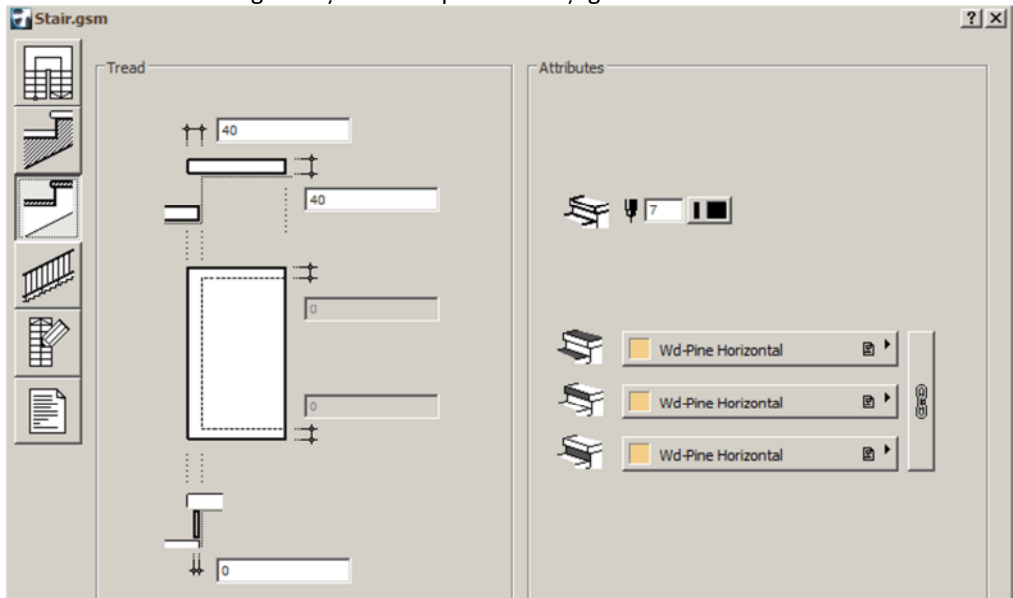 Stair.gsm
Tread
40
40
0
0
0
Attributes
7
Wd-Pine Horizontal
Wd-Pine Horizontal
Wd-Pine Horizontal